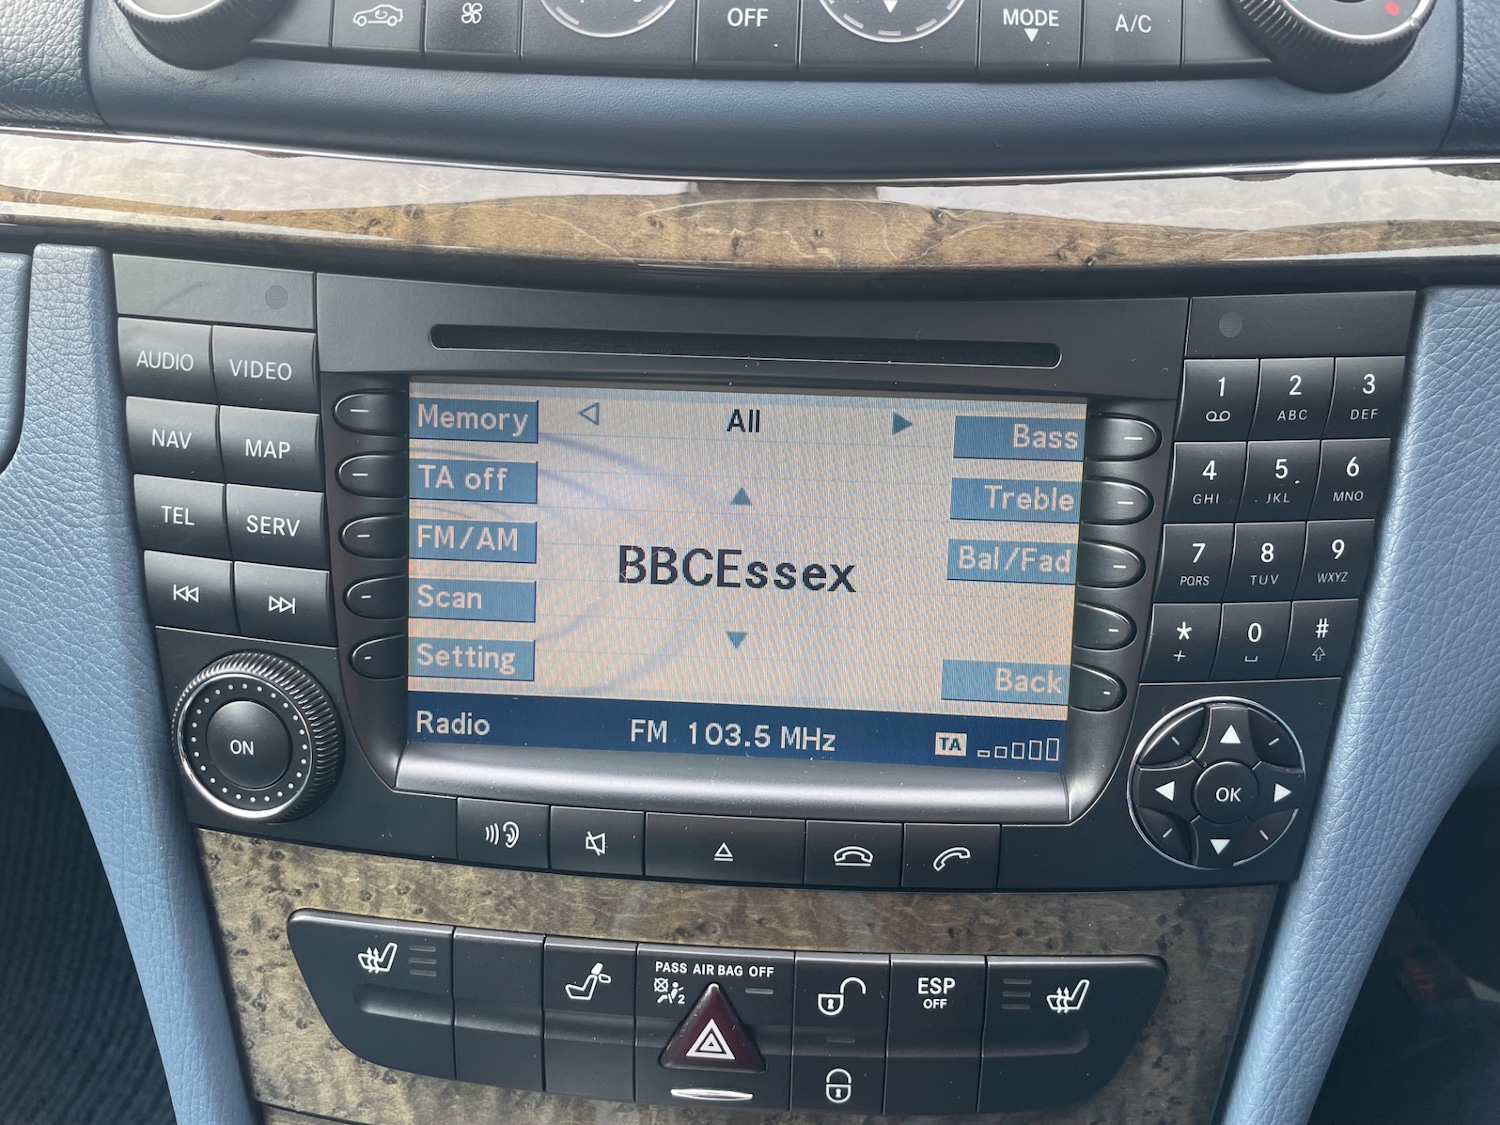 OFF
MODE
A/C
AUDIO
VIDEO
NAV
MAP
TEL
SERV
ON
Memory
TA off
FM/AM
Scan
Setting
All
BBCEssex
Bass
Treble
Bal/Fad
Back
Radio
FM 103.5 MHz
TA
1
2
ABC
3
DEF
4
GHI
5
JKL
6
MNO
7
PQRS
8
TUV
9
WXYZ
*
+
0
#
OK
PASS AIR BAG OFF
2
ESP
OFF